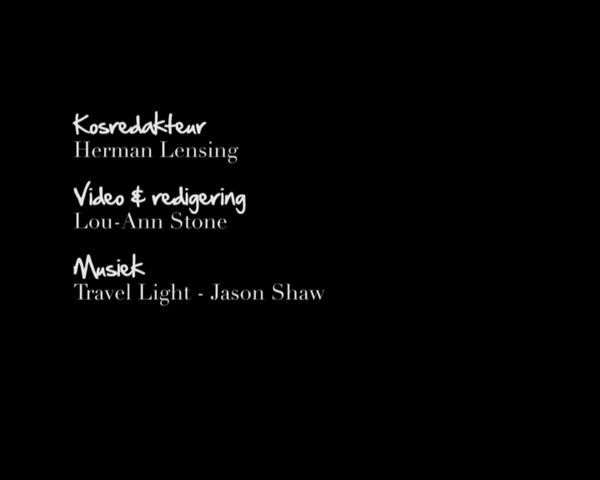 Kosredakteur
Herman Lensing
Video & redigering
Lou-Ann Stone
Musiek
Travel Light - Jason Shaw